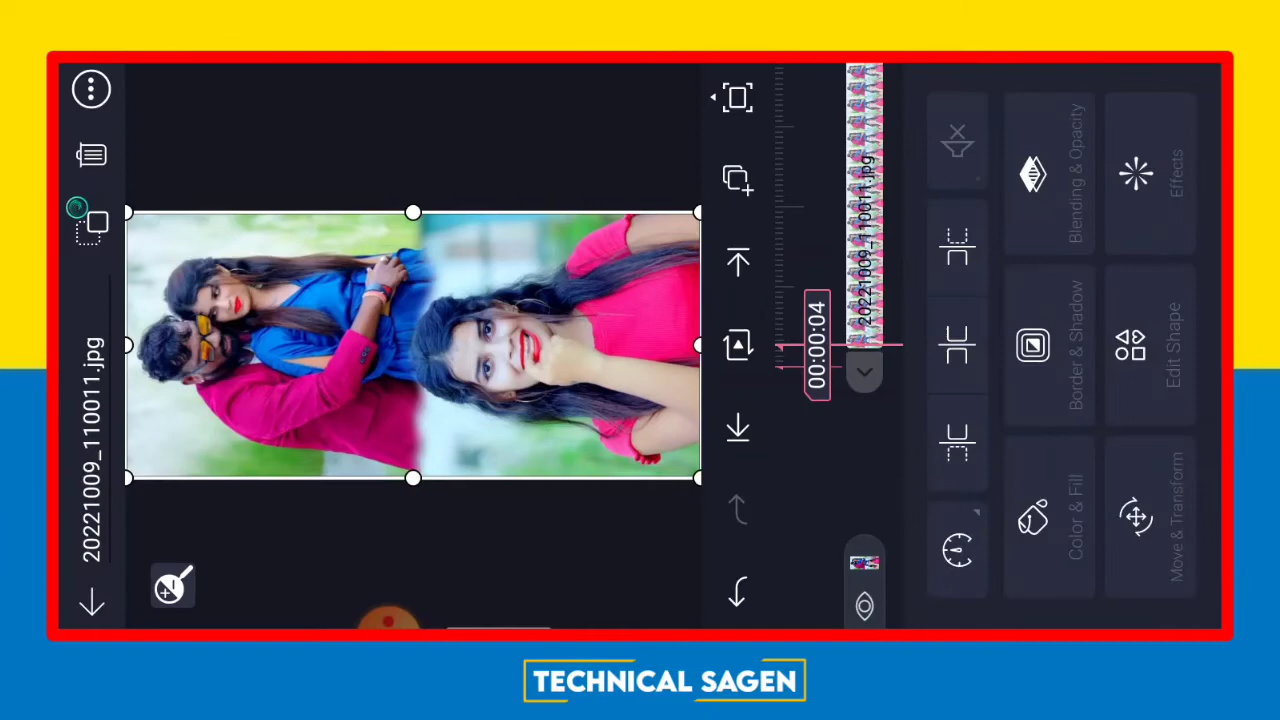 20221009_110011.jpg
00:00:04
20221009_110011.jpg
Move & Transform
Edit Shape
Effects
Color & Fill
Border & Shadow
Blending & Opacity
TECHNICAL SAGEN